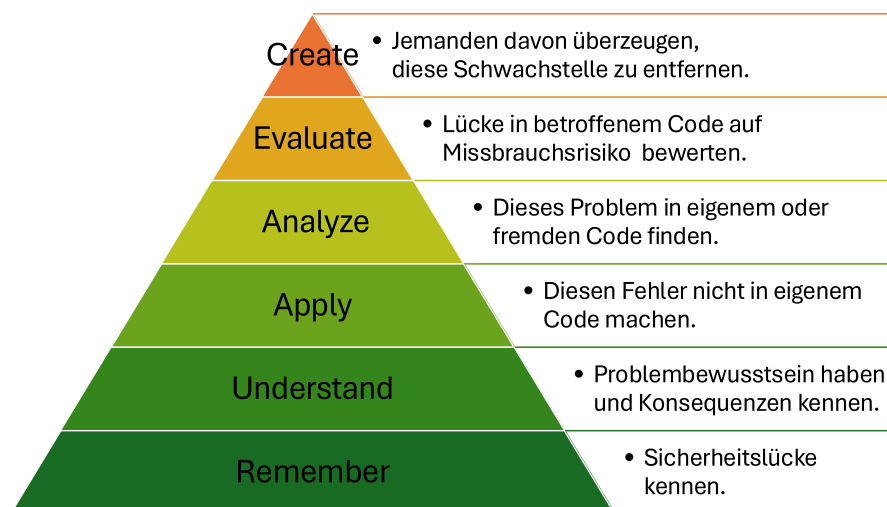 Create
• Jemanden davon überzeugen,
diese Schwachstelle zu entfernen.
Evaluate
• Lücke in betroffenem Code auf
Missbrauchsrisiko bewerten.
Analyze
• Dieses Problem in eigenem oder
fremden Code finden.
Apply
• Diesen Fehler nicht in eigenem
Code machen.
Understand
• Problembewusstsein haben
und Konsequenzen kennen.
Remember
• Sicherheitslücke
kennen.